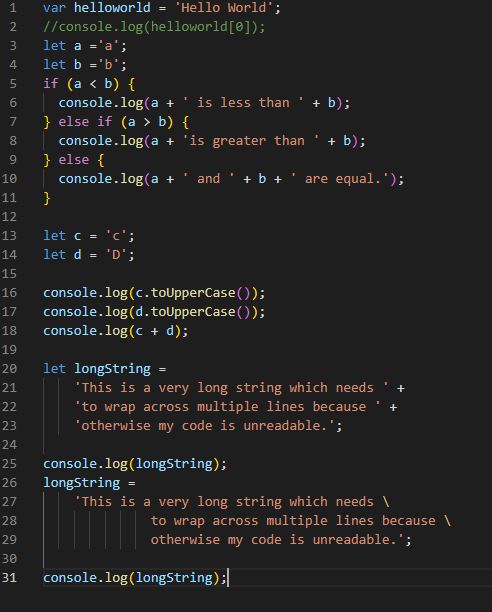 1 var helloworld = 'Hello World';
2 //console.log(helloworld[0]);
3 let a ='a';
4 let b ='b';
5 if (a < b) {
6   console.log(a + ' is less than ' + b);
7 } else if (a > b) {
8   console.log(a + 'is greater than ' + b);
9 } else {
10   console.log(a + ' and ' + b + ' are equal.');
11 }
12
13 let c = 'c';
14 let d = 'D';
15
16 console.log(c.toUpperCase());
17 console.log(d.toUpperCase());
18 console.log(c + d);
19
20 let longString =
21     'This is a very long string which needs ' +
22     'to wrap across multiple lines because ' +
23     'otherwise my code is unreadable.';
24
25 console.log(longString);
26 longString =
27     'This is a very long string which needs \
28               to wrap across multiple lines because \
29               otherwise my code is unreadable.';
30
31 console.log(longString);